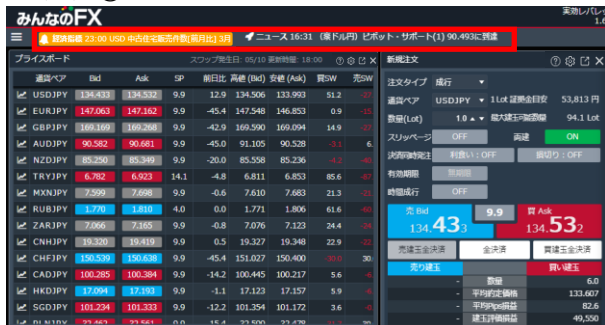 みんなのFX
実効レバレ
1.6
経済指標 23:00 USD 中古住宅販売件数[前月比] 3月
ニュース 16:31 (豪ドル円) ピボット・サポート(1) 90.493に到達
プライスボード
スワップ発生日: 05/10 更新時間: 18:00
通貨ペア Bid Ask SP 前日比 高値(Bid) 安値(Ask) 買SW 売SW
USDJPY 134.433 134.532 9.9 12.9 134.506 133.993 51.2
EURJPY 147.063 147.162 9.9 -45.4 147.548 146.853 0.9
GBPJPY 169.169 169.268 9.9 -42.9 169.590 169.094 14.9
AUDJPY 90.582 90.681 9.9 -45.0 91.105 90.528 -3.1 6.
NZDJPY 85.250 85.349 9.9 -20.0 85.558 85.236
TRYJPY 6.782 6.923 14.1 -4.8 6.811 6.853 85.6
MXNJPY 7.599 7.698 9.9 -0.6 7.610 7.683 21.3
RUBJPY 1.770 1.810 4.0 0.0 1.771 1.806 61.6
ZARJPY 7.066 7.165 9.9 -0.8 7.076 7.123 24.4
CNHJPY 19.320 19.419 9.9 0.5 19.327 19.348 22.9
CHFJPY 150.539 150.638 9.9 -45.4 151.027 150.400 30.
CADJPY 100.285 100.384 9.9 -14.2 100.445 100.217 5.6
HKDJPY 17.094 17.193 9.9 -1.1 17.123 17.157 5.9
SGDJPY 101.234 101.333 9.9 -12.2 101.354 101.172 3.6
新規注文
注文タイプ 成行
通貨ペア USDJPY 1Lot 証拠金目安 53,813 円
数量(Lot) 1.0 最大建玉可能数量 94.1 Lot
スリッページ OFF 両建 ON
決済同時発注 利食い:OFF 損切り:OFF
有効期限 無期限
時間成行 OFF
売 Bid 9.9 買 Ask
134.433 134.532
売建玉全決済 全決済 買建玉全決済
売り建玉 買い建玉
- 数量 6.0
- 平均約定価格 133.607
- 平均Pips損益 82.6
- 建玉評価損益 49,550